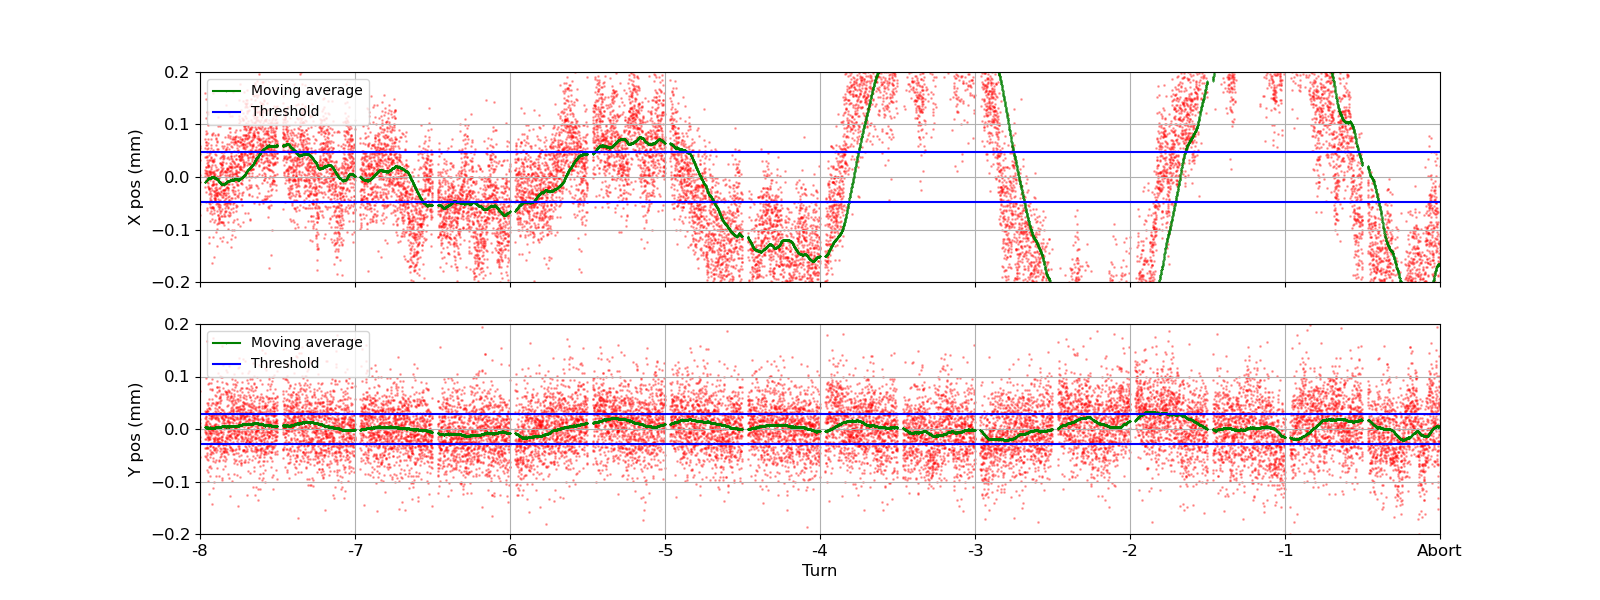 0.2
0.1
0.0
−0.1
−0.2
X pos (mm)
Moving average
Threshold
0.2
0.1
0.0
−0.1
−0.2
Y pos (mm)
Moving average
Threshold
-8 -7 -6 -5 -4 -3 -2 -1 Abort
Turn